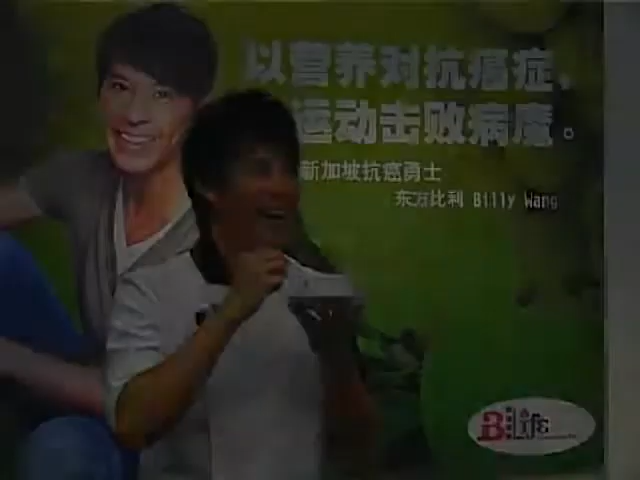 以营养对抗癌症，
运动击败病魔。
新加坡抗癌勇士
东方比利 Billy Wang
B Life